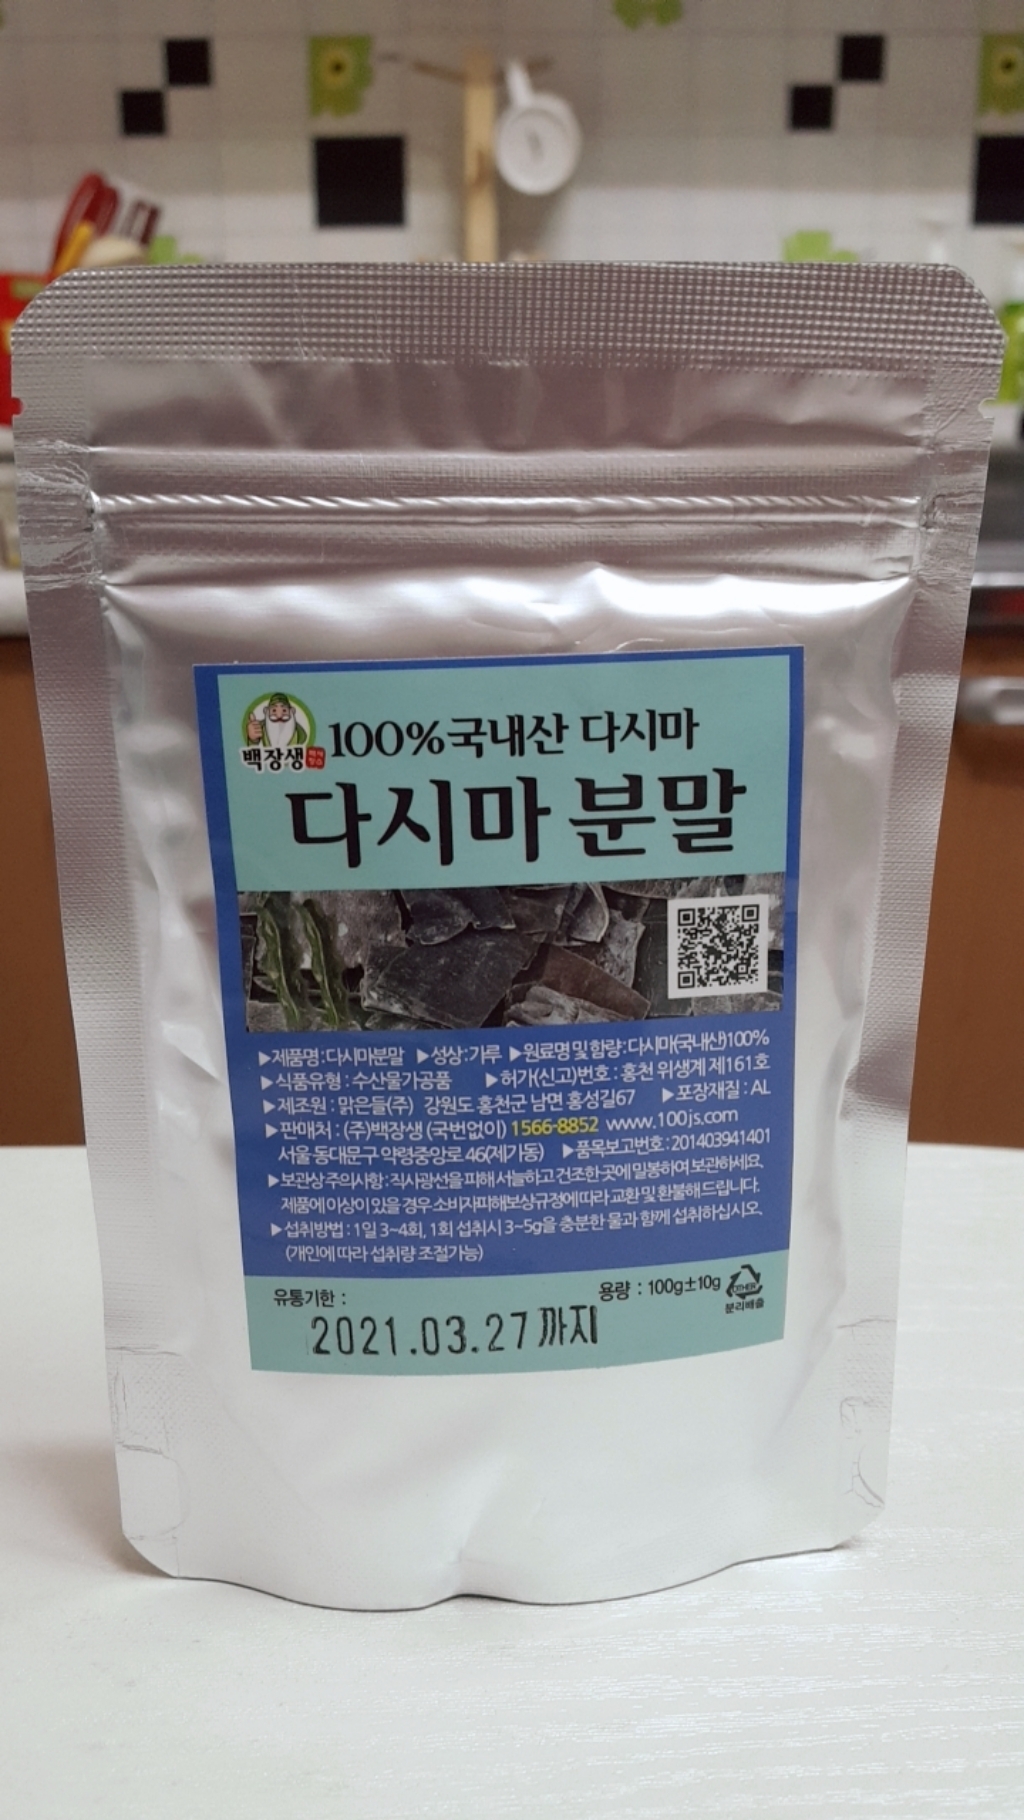 백장생
100%국내산 다시마
다시마 분말
▶제품명 : 다시마분말 ▶성상 : 가루 ▶원료명 및 함량 : 다시마(국내산)100%
▶식품유형 : 수산물가공품 ▶허가(신고)번호 : 홍천 위생계 제161호
▶제조원 : 맑은들(주) 강원도 홍천군 남면 홍성길67 ▶포장재질 : AL
▶판매처 : (주)백장생 (국번없이) 1566-8852 www.100js.com
서울 동대문구 약령중앙로 46(제기동) ▶품목보고번호 : 201403941401
▶보관상 주의사항 : 직사광선을 피해 서늘하고 건조한 곳에 밀봉하여 보관하세요.
제품에 이상이 있을 경우 소비자피해보상규정에 따라 교환 및 환불해 드립니다.
▶섭취방법 : 1일 3~4회, 1회 섭취시 3~5g을 충분한 물과 함께 섭취하십시오.
(개인에 따라 섭취량 조절가능)
유통기한 :
용량 : 100g±10g
OTHER
분리배출
2021.03.27까지